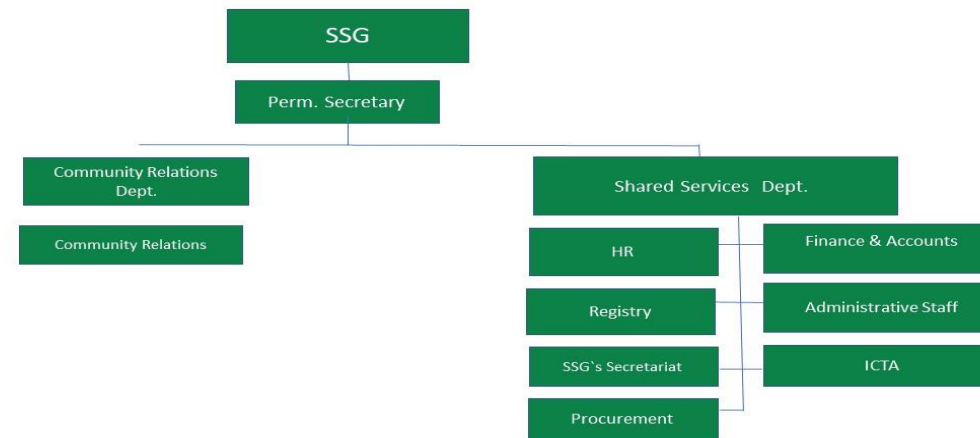 SSG
Perm. Secretary
Community Relations
Dept.
Community Relations
Shared Services Dept.
HR
Finance & Accounts
Registry
Administrative Staff
SSG`s Secretariat
ICTA
Procurement